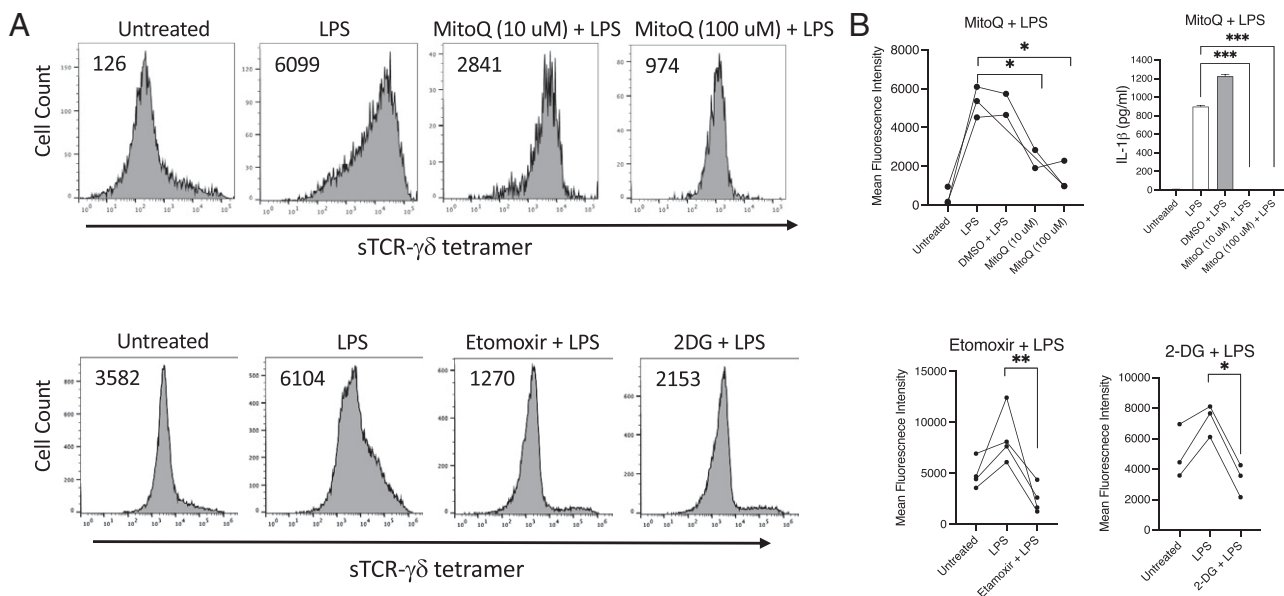 A
Untreated
LPS
MitoQ (10 uM) + LPS
MitoQ (100 uM) + LPS
126
6099
2841
974
Cell Count
sTCR-γδ tetramer
Untreated
LPS
Etomoxir + LPS
2DG + LPS
3582
6104
1270
2153
Cell Count
sTCR-γδ tetramer
B
MitoQ + LPS
Mean Fluorescence Intensity
8000
6000
4000
2000
0
*
*
Untreated
LPS
DMSO + LPS
MitoQ (10 uM)
MitoQ (100 uM)
MitoQ + LPS
***
***
IL-1β (pg/ml)
1400
1200
1000
800
600
400
200
0
Untreated
LPS
DMSO + LPS
MitoQ (10 uM) + LPS
MitoQ (100 uM) + LPS
Etomoxir + LPS
**
Mean Fluorescnece Intensity
15000
10000
5000
0
Untreated
LPS
Etamoxir + LPS
2-DG + LPS
*
Mean Fluorescnece Intensity
10000
8000
6000
4000
2000
0
Untreated
LPS
2-DG + LPS